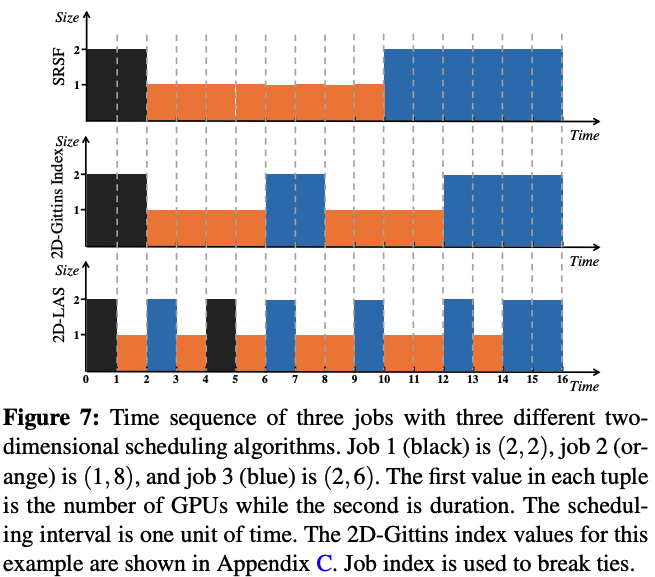 Size
SRSF
2
1
Time
Size
2D-Gittins Index
2
1
Time
Size
2D-LAS
2
1
0 1 2 3 4 5 6 7 8 9 10 11 12 13 14 15 16
Time
Figure 7: Time sequence of three jobs with three different two-
dimensional scheduling algorithms. Job 1 (black) is (2,2), job 2 (or-
ange) is (1,8), and job 3 (blue) is (2,6). The first value in each tuple
is the number of GPUs while the second is duration. The schedul-
ing interval is one unit of time. The 2D-Gittins index values for this
example are shown in Appendix C. Job index is used to break ties.